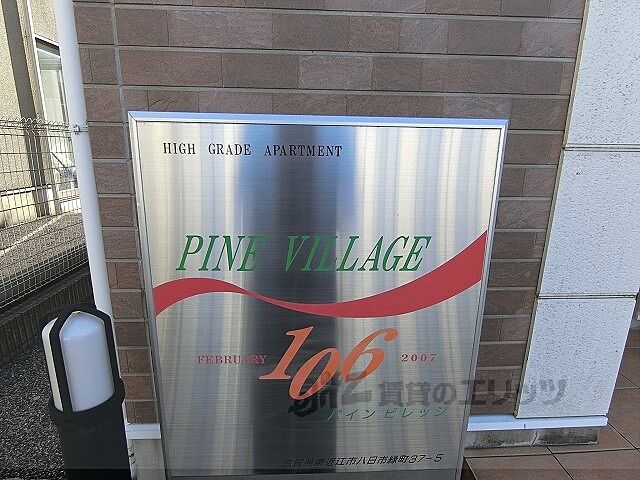 HIGH GRADE APARTMENT
PINE VILLAGE
FEBRUARY 106 2007
賃貸のエリッツ
パインビレッジ
滋賀県東近江市八日市緑町37-5